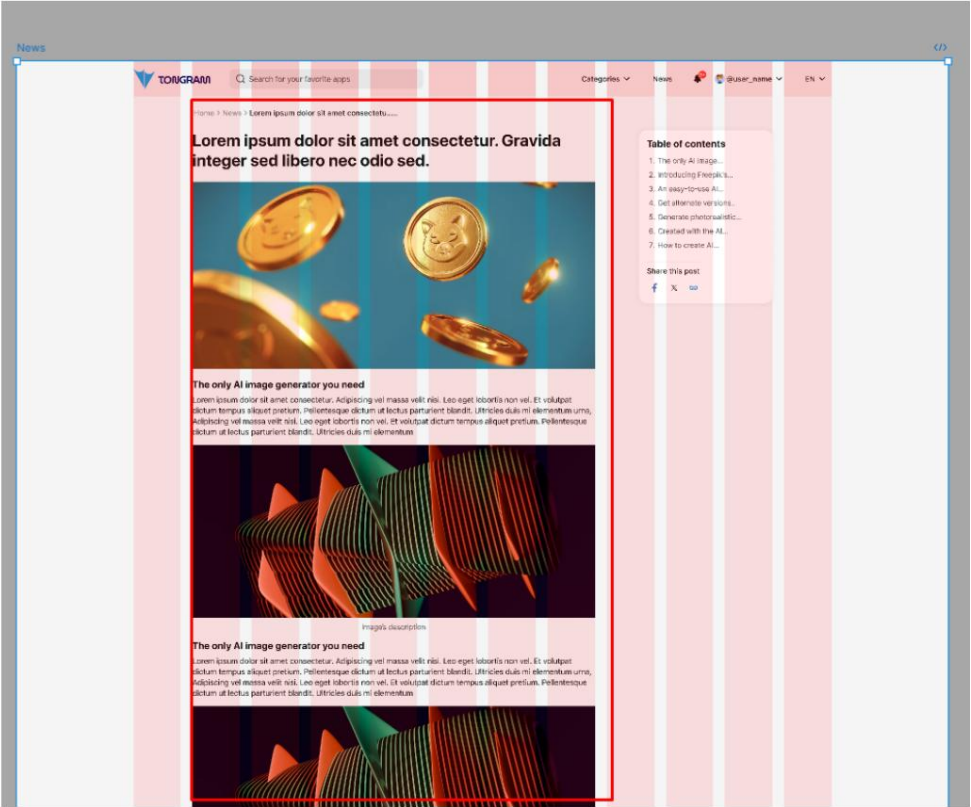 News
</>
TONGRAM
Search for your favorite apps
Categories
News
@user_name
EN
Home > News > Lorem ipsum dolor sit amet consectetu......
Lorem ipsum dolor sit amet consectetur. Gravida
integer sed libero nec odio sed.
Table of contents
1. The only AI image...
2. Introducing Freepik's...
3. An easy-to-use AI...
4. Get alternate versions..
5. Generate photorealistic...
6. Created with the AI...
7. How to create AI...
Share this post
The only AI image generator you need
Lorem ipsum dolor sit amet consectetur. Adipiscing vel massa velit nisi. Leo eget lobortis non vel. Et volutpat
dictum tempus aliquet pretium. Pellentesque dictum ut lectus parturient blandit. Ultricies duis mi elementum urna,
Adipiscing vel massa velit nisi. Leo eget lobortis non vel. Et volutpat dictum tempus aliquet pretium. Pellentesque
dictum ut lectus parturient blandit. Ultricies duis mi elementum
image's description
The only AI image generator you need
Lorem ipsum dolor sit amet consectetur. Adipiscing vel massa velit nisi. Leo eget lobortis non vel. Et volutpat
dictum tempus aliquet pretium. Pellentesque dictum ut lectus parturient blandit. Ultricies duis mi elementum urna,
Adipiscing vel massa velit nisi. Leo eget lobortis non vel. Et volutpat dictum tempus aliquet pretium. Pellentesque
dictum ut lectus parturient blandit. Ultricies duis mi elementum